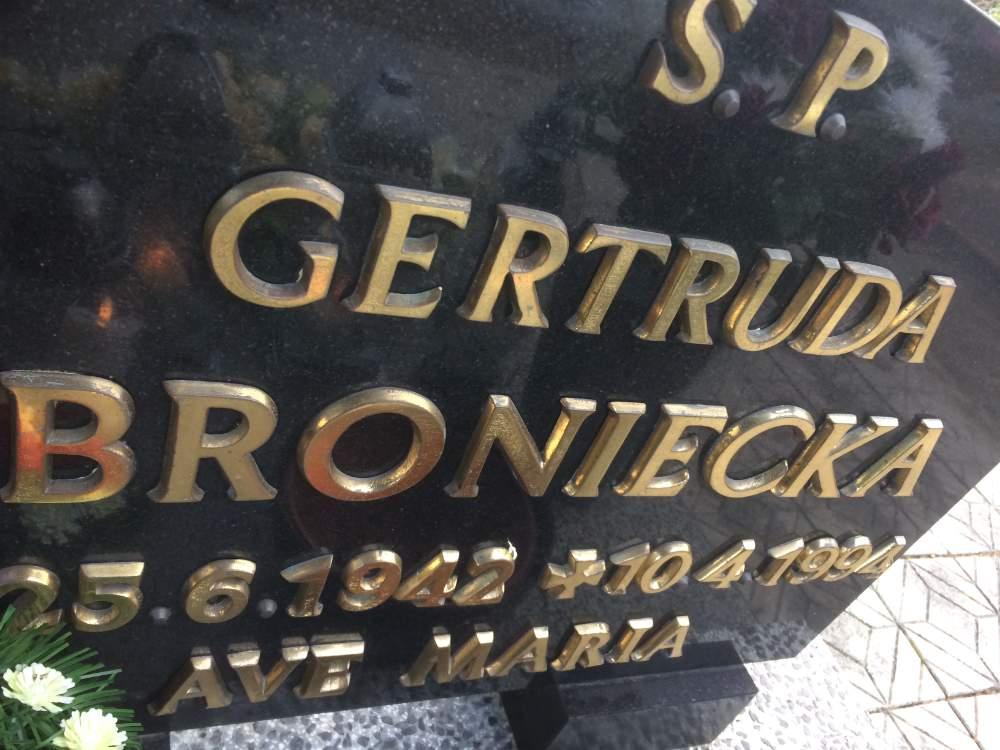 S.P.
GERTRUDA
BRONIECKA
25.6.1942 +10.4.1994
AVE MARIA